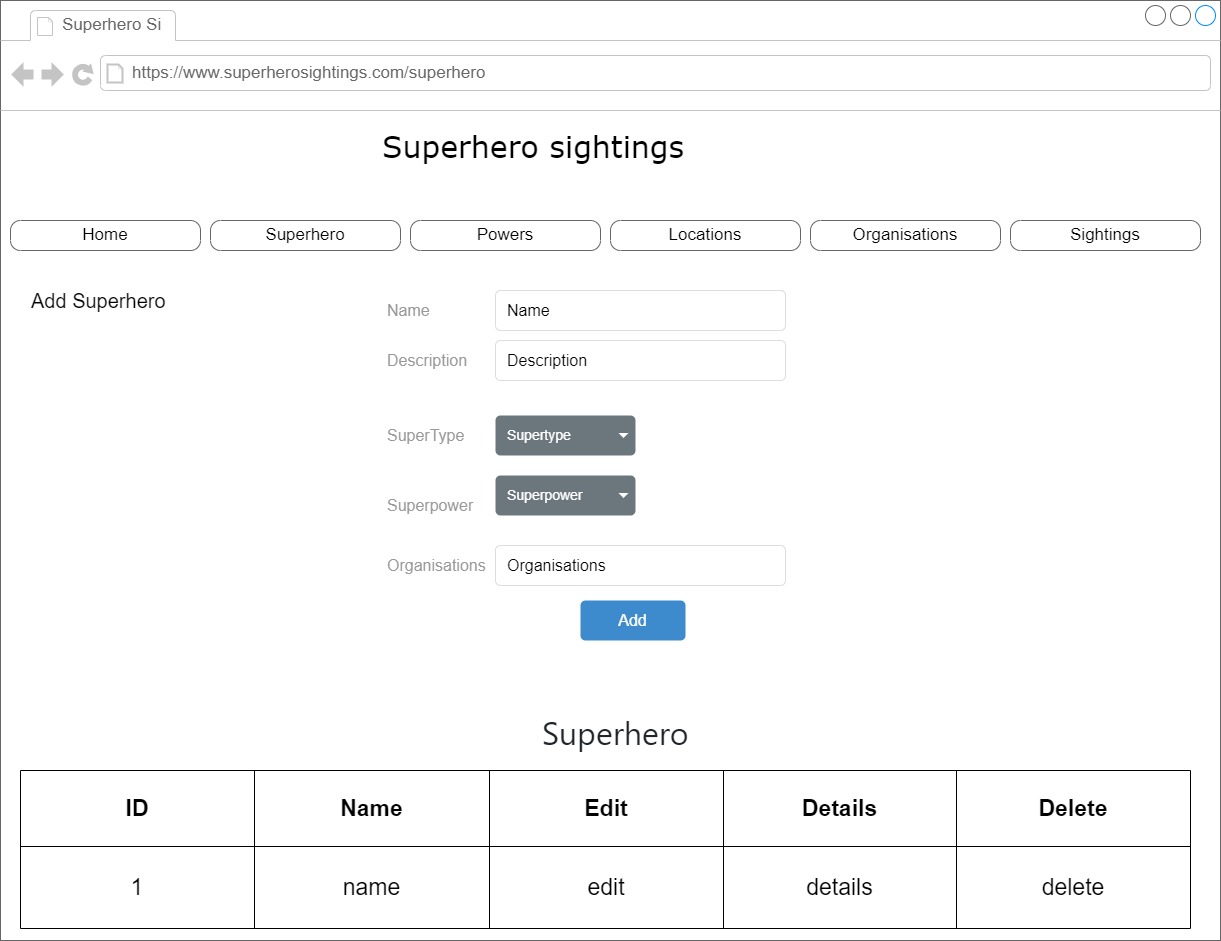 Superhero Si
https://www.superherosightings.com/superhero
Superhero sightings
Home Superhero Powers Locations Organisations Sightings
Add Superhero
Name Name
Description Description
SuperType Supertype
Superpower Superpower
Organisations Organisations
Add
Superhero
ID Name Edit Details Delete
1 name edit details delete